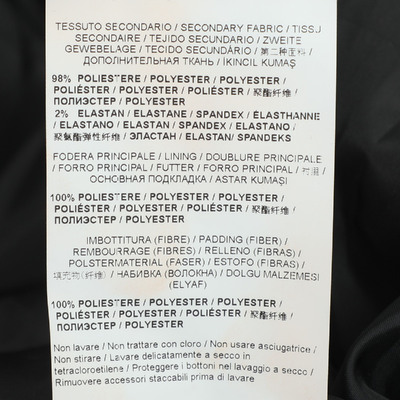 TESSUTO SECONDARIO / SECONDARY FABRIC / TISSU
SECONDAIRE / TEJIDO SECUNDARIO / ZWEITE
GEWEBELAGE / TECIDO SECUNDÁRIO / 第二种面料 /
ДОПОЛНИТЕЛЬНАЯ ТКАНЬ / İKİNCİL KUMAŞ
98% POLIESTERE / POLYESTER / POLYESTER /
POLIÉSTER / POLYESTER / POLIÉSTER / 聚酯纤维 /
ПОЛИЭСТЕР / POLYESTER
2% ELASTAN / ELASTANE / SPANDEX / ÉLASTHANNE
/ ELASTANO / ELASTAN / SPANDEX / ELASTANO /
聚氨酯弹性纤维 / ЭЛАСТАН / ELASTAN/ SPANDEKS
FODERA PRINCIPALE / LINING / DOUBLURE PRINCIPALE
/ FORRO PRINCIPAL / FUTTER / FORRO PRINCIPAL / 衬里 /
ОСНОВНАЯ ПОДКЛАДКА / ASTAR KUMAŞI
100% POLIESTERE / POLYESTER / POLYESTER /
POLIÉSTER / POLYESTER / POLIÉSTER / 聚酯纤维 /
ПОЛИЭСТЕР / POLYESTER
IMBOTTITURA (FIBRE) / PADDING (FIBER) /
REMBOURRAGE (FIBRES) / RELLENO (FIBRAS) /
POLSTERMATERIAL (FASER) / ESTOFO (FIBRAS) /
填充物 (纤维) / НАБИВКА (ВОЛОКНА) / DOLGU MALZEMESİ
(ELYAF)
100% POLIESTERE / POLYESTER / POLYESTER /
POLIÉSTER / POLYESTER / POLIÉSTER / 聚酯纤维 /
ПОЛИЭСТЕР / POLYESTER
Non lavare / Non trattare con cloro / Non usare asciugatrice /
Non stirare / Lavare delicatamente a secco in
tetracloroetilene / Proteggere i bottoni nel lavaggio a secco /
Rimuovere accessori staccabili prima di lavare